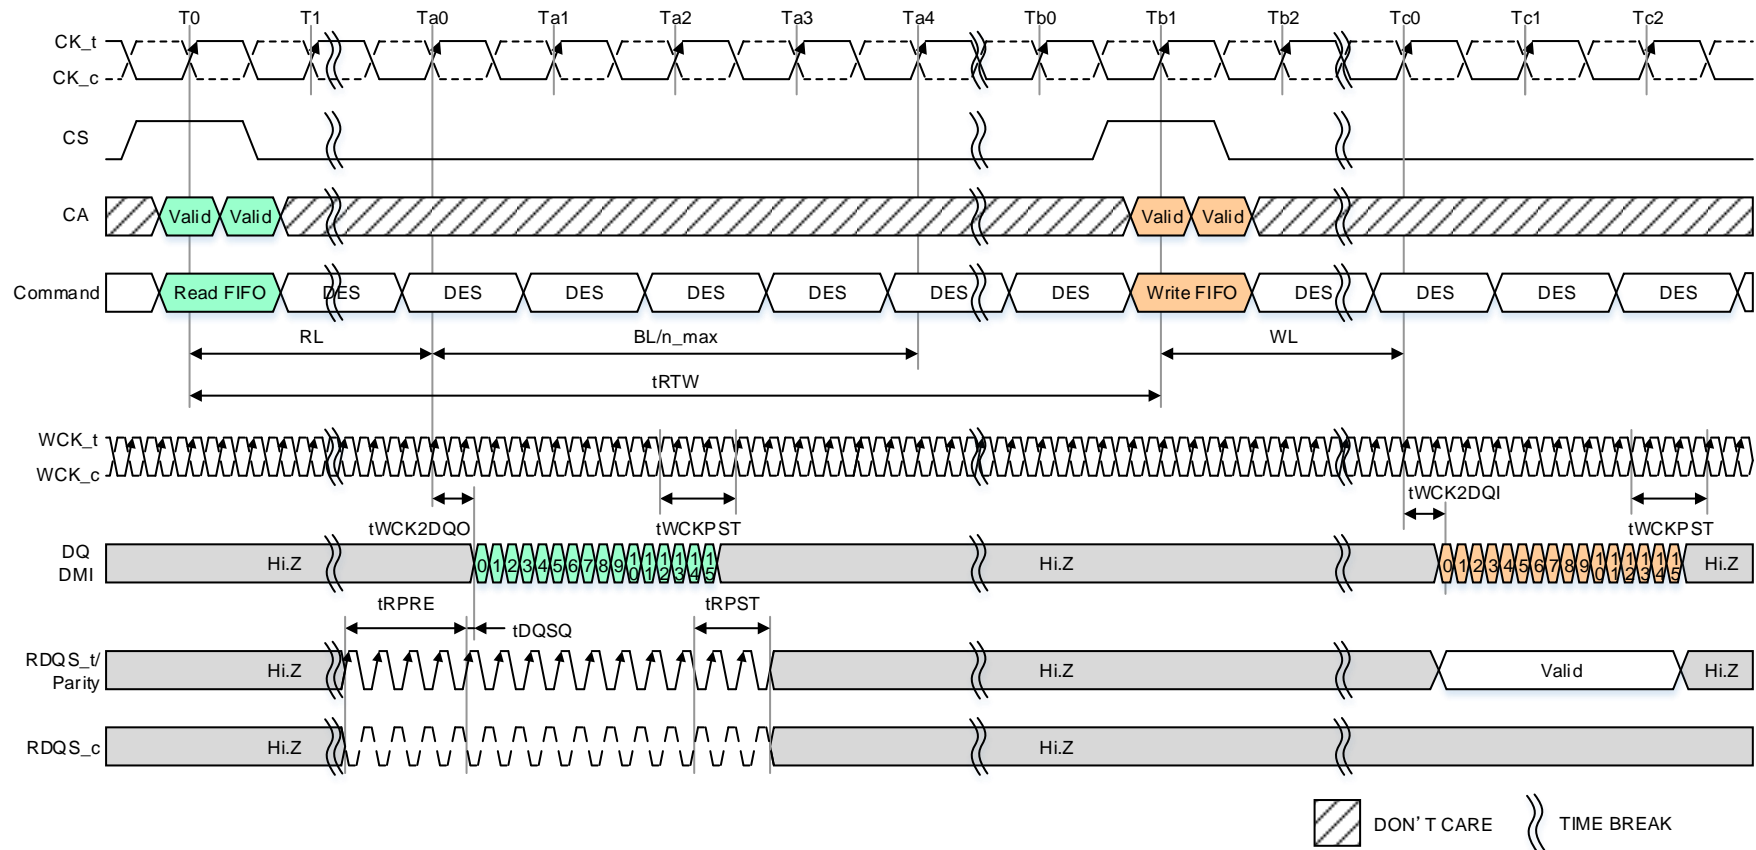 T0 T1 Ta0 Ta1 Ta2 Ta3 Ta4 Tb0 Tb1 Tb2 Tc0 Tc1 Tc2
CK_t
CK_c
CS
CA Valid Valid Valid Valid
Command Read FIFO DES DES DES DES DES DES DES Write FIFO DES DES DES DES
RL BL/n_max WL
tRTW
WCK_t
WCK_c
tWCK2DQI
tWCK2DQO tWCKPST tWCKPST
DQ
DMI
Hi.Z 0 1 2 3 4 5 6 7 8 9 10 11 12 13 14 15 Hi.Z 0 1 2 3 4 5 6 7 8 9 10 11 12 13 14 15 Hi.Z
tRPRE tRPST
tDQSQ
RDQS_t/
Parity
Hi.Z Hi.Z Valid Hi.Z
RDQS_c Hi.Z Hi.Z
DON'T CARE TIME BREAK